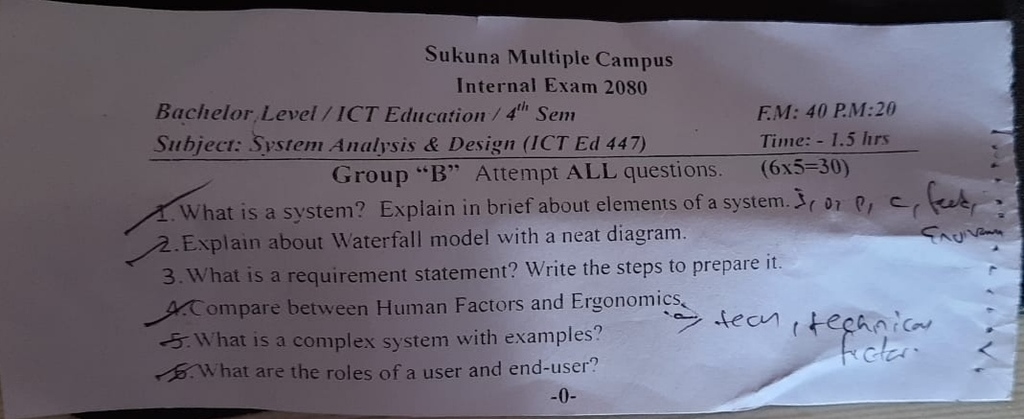 Sukuna Multiple Campus
Internal Exam 2080
Bachelor Level / ICT Education / 4th Sem F.M: 40 P.M:20
Subject: System Analysis & Design (ICT Ed 447) Time: - 1.5 hrs
Group “B” Attempt ALL questions. (6x5=30)
1. What is a system? Explain in brief about elements of a system. I, O, P, C, feed,
2. Explain about Waterfall model with a neat diagram.
3. What is a requirement statement? Write the steps to prepare it.
4. Compare between Human Factors and Ergonomics.
5. What is a complex system with examples? technical
factor.
6. What are the roles of a user and end-user?
-0-